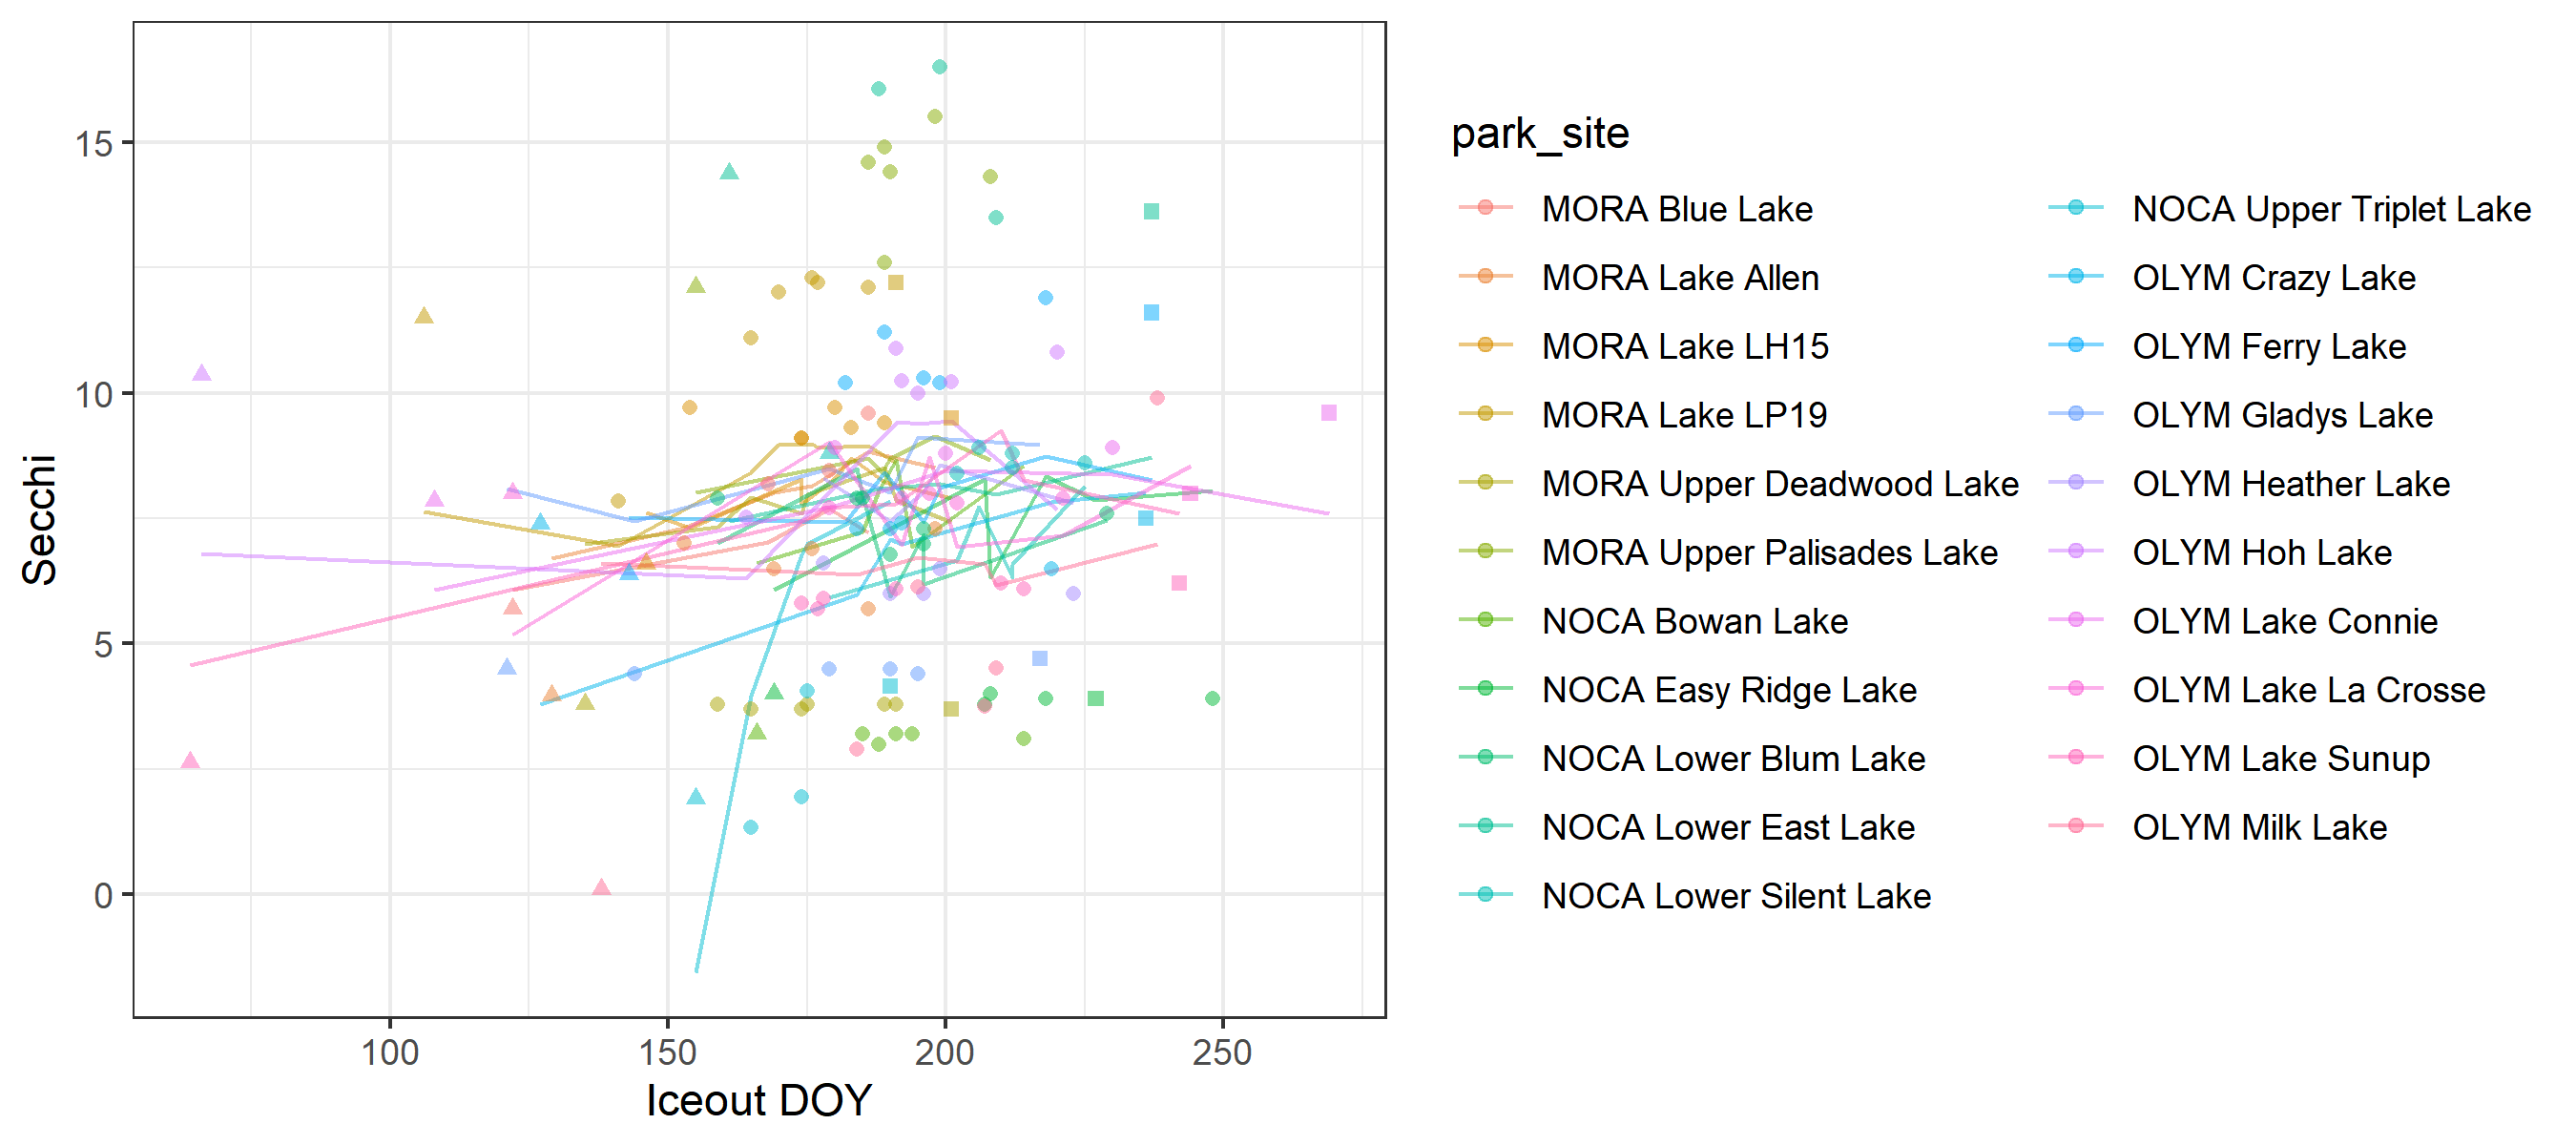 15
10
5
0
Secchi
100
150
200
250
Iceout DOY
park_site
MORA Blue Lake
MORA Lake Allen
MORA Lake LH15
MORA Lake LP19
MORA Upper Deadwood Lake
MORA Upper Palisades Lake
NOCA Bowan Lake
NOCA Easy Ridge Lake
NOCA Lower Blum Lake
NOCA Lower East Lake
NOCA Lower Silent Lake
NOCA Upper Triplet Lake
OLYM Crazy Lake
OLYM Ferry Lake
OLYM Gladys Lake
OLYM Heather Lake
OLYM Hoh Lake
OLYM Lake Connie
OLYM Lake La Crosse
OLYM Lake Sunup
OLYM Milk Lake